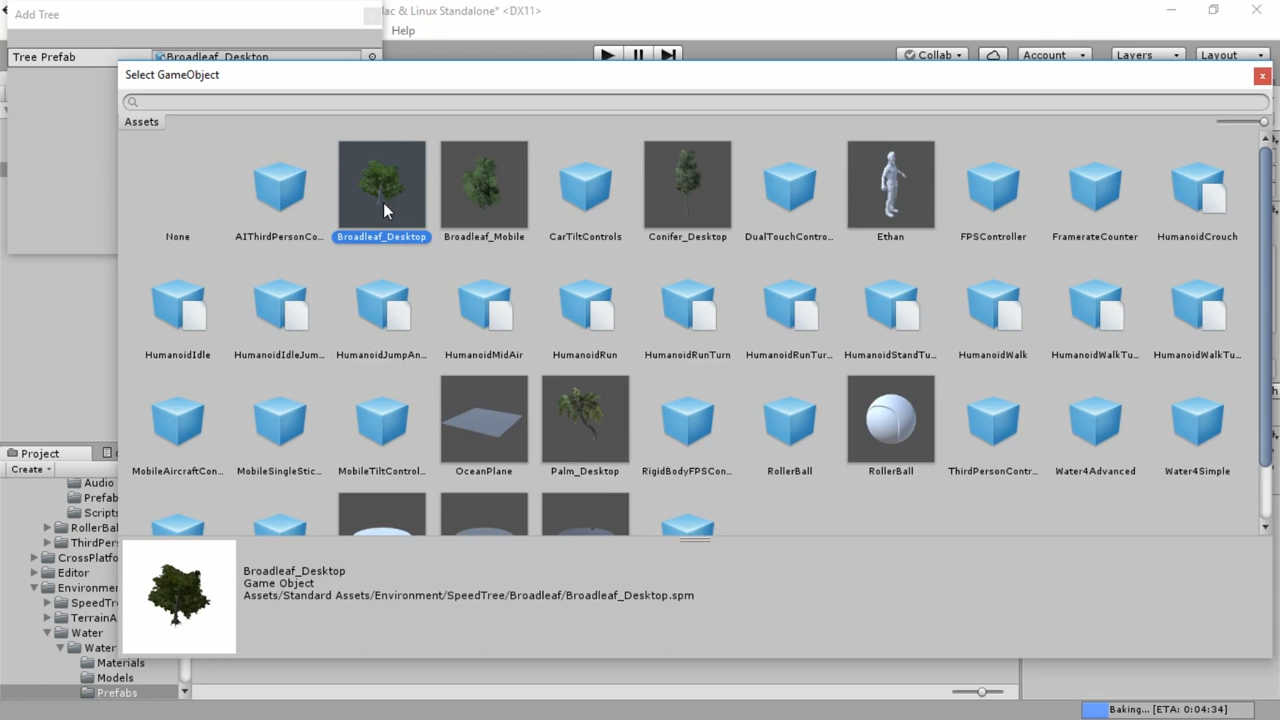 Add Tree
Mac & Linux Standalone* <DX11>
Help
Tree Prefab
Broadleaf_Desktop
Collab
Account
Layers
Layout
Select GameObject
Assets
None
AIThirdPersonCo...
Broadleaf_Desktop
Broadleaf_Mobile
CarTiltControls
Conifer_Desktop
DualTouchContro...
Ethan
FPSController
FramerateCounter
HumanoidCrouch
HumanoidIdle
HumanoidIdleJum...
HumanoidJumpAn...
HumanoidMidAir
HumanoidRun
HumanoidRunTurn
HumanoidRunTur...
HumanoidStandTu...
HumanoidWalk
HumanoidWalkTu...
HumanoidWalkTu...
MobileAircraftCon...
MobileSingleStic...
MobileTiltControl...
OceanPlane
Palm_Desktop
RigidBodyFPSCon...
RollerBall
RollerBall
ThirdPersonContr...
Water4Advanced
Water4Simple
Project
Create
Audio
Prefab
Scripts
RollerBal
ThirdPers
CrossPlatfo
Editor
Environmen
SpeedTre
TerrainA
Water
Water
Materials
Models
Prefabs
Broadleaf_Desktop
Game Object
Assets/Standard Assets/Environment/SpeedTree/Broadleaf/Broadleaf_Desktop.spm
Baking... [ETA: 0:04:34]